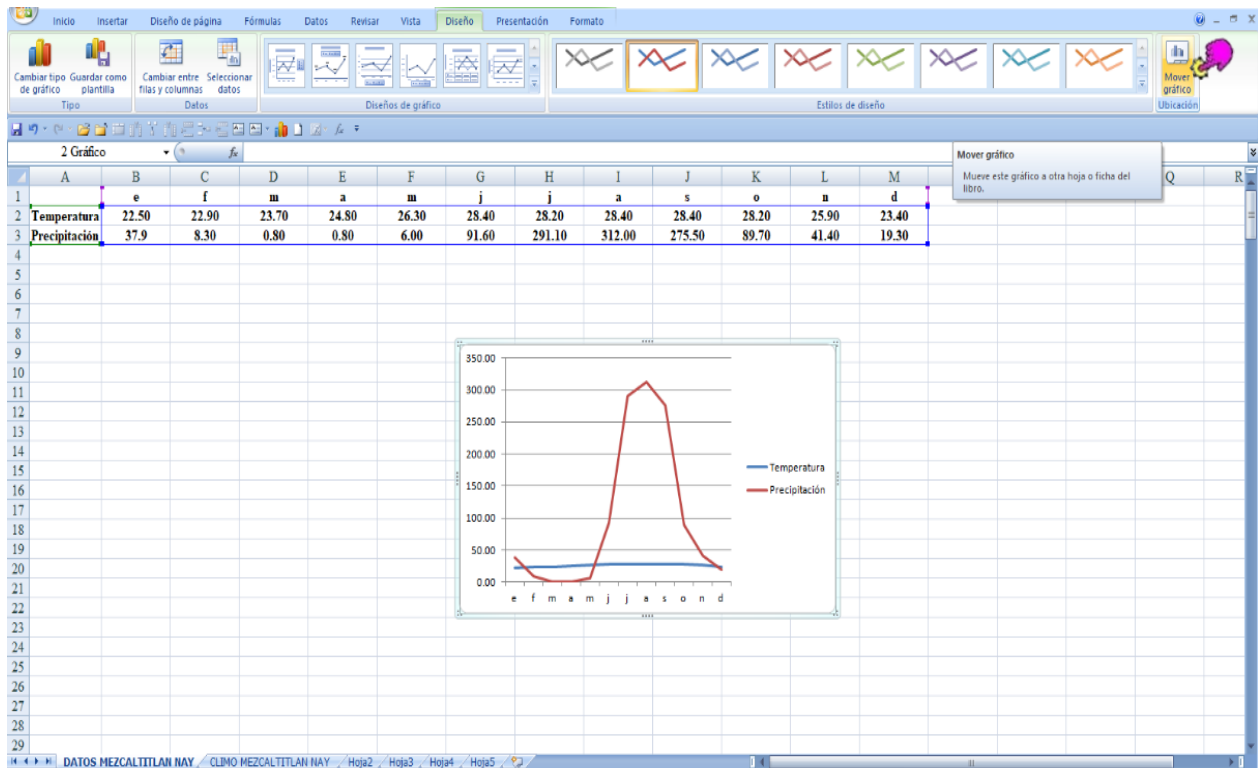 Inicio Insertar Diseño de página Fórmulas Datos Revisar Vista Diseño Presentación Formato
Cambiar tipo de gráfico
Guardar como plantilla
Cambiar entre filas y columnas
Seleccionar datos
Mover gráfico
Tipo Datos Diseños de gráfico Estilos de diseño Ubicación
2 Gráfico fx
Mover gráfico
Mueve este gráfico a otra hoja o ficha del
libro.
A B C D E F G H I J K L M Q R
1 e f m a m j j a s o n d
2 Temperatura 22.50 22.90 23.70 24.80 26.30 28.40 28.20 28.40 28.40 28.20 25.90 23.40
3 Precipitación 37.9 8.30 0.80 0.80 6.00 91.60 291.10 312.00 275.50 89.70 41.40 19.30
4
5
6
7
8
9
10
11
12
13
14
15
16
17
18
19
20
21
22
23
24
25
26
27
28
29
350.00
300.00
250.00
200.00
150.00
100.00
50.00
0.00
e f m a m j j a s o n d
Temperatura
Precipitación
DATOS MEZCALTITLAN NAY CLIMO MEZCALTITLAN NAY Hoja2 Hoja3 Hoja4 Hoja5